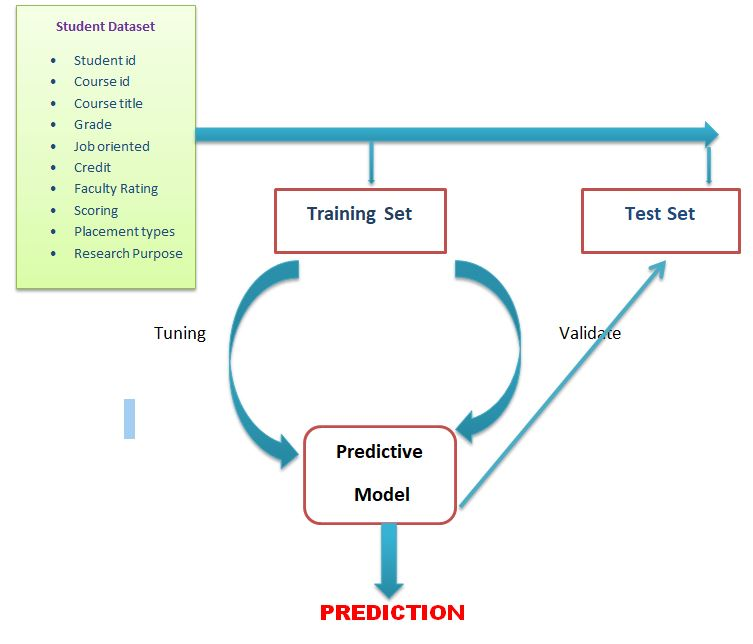 Student Dataset
• Student id
• Course id
• Course title
• Grade
• Job oriented
• Credit
• Faculty Rating
• Scoring
• Placement types
• Research Purpose
Training Set
Test Set
Tuning
Validate
Predictive
Model
PREDICTION